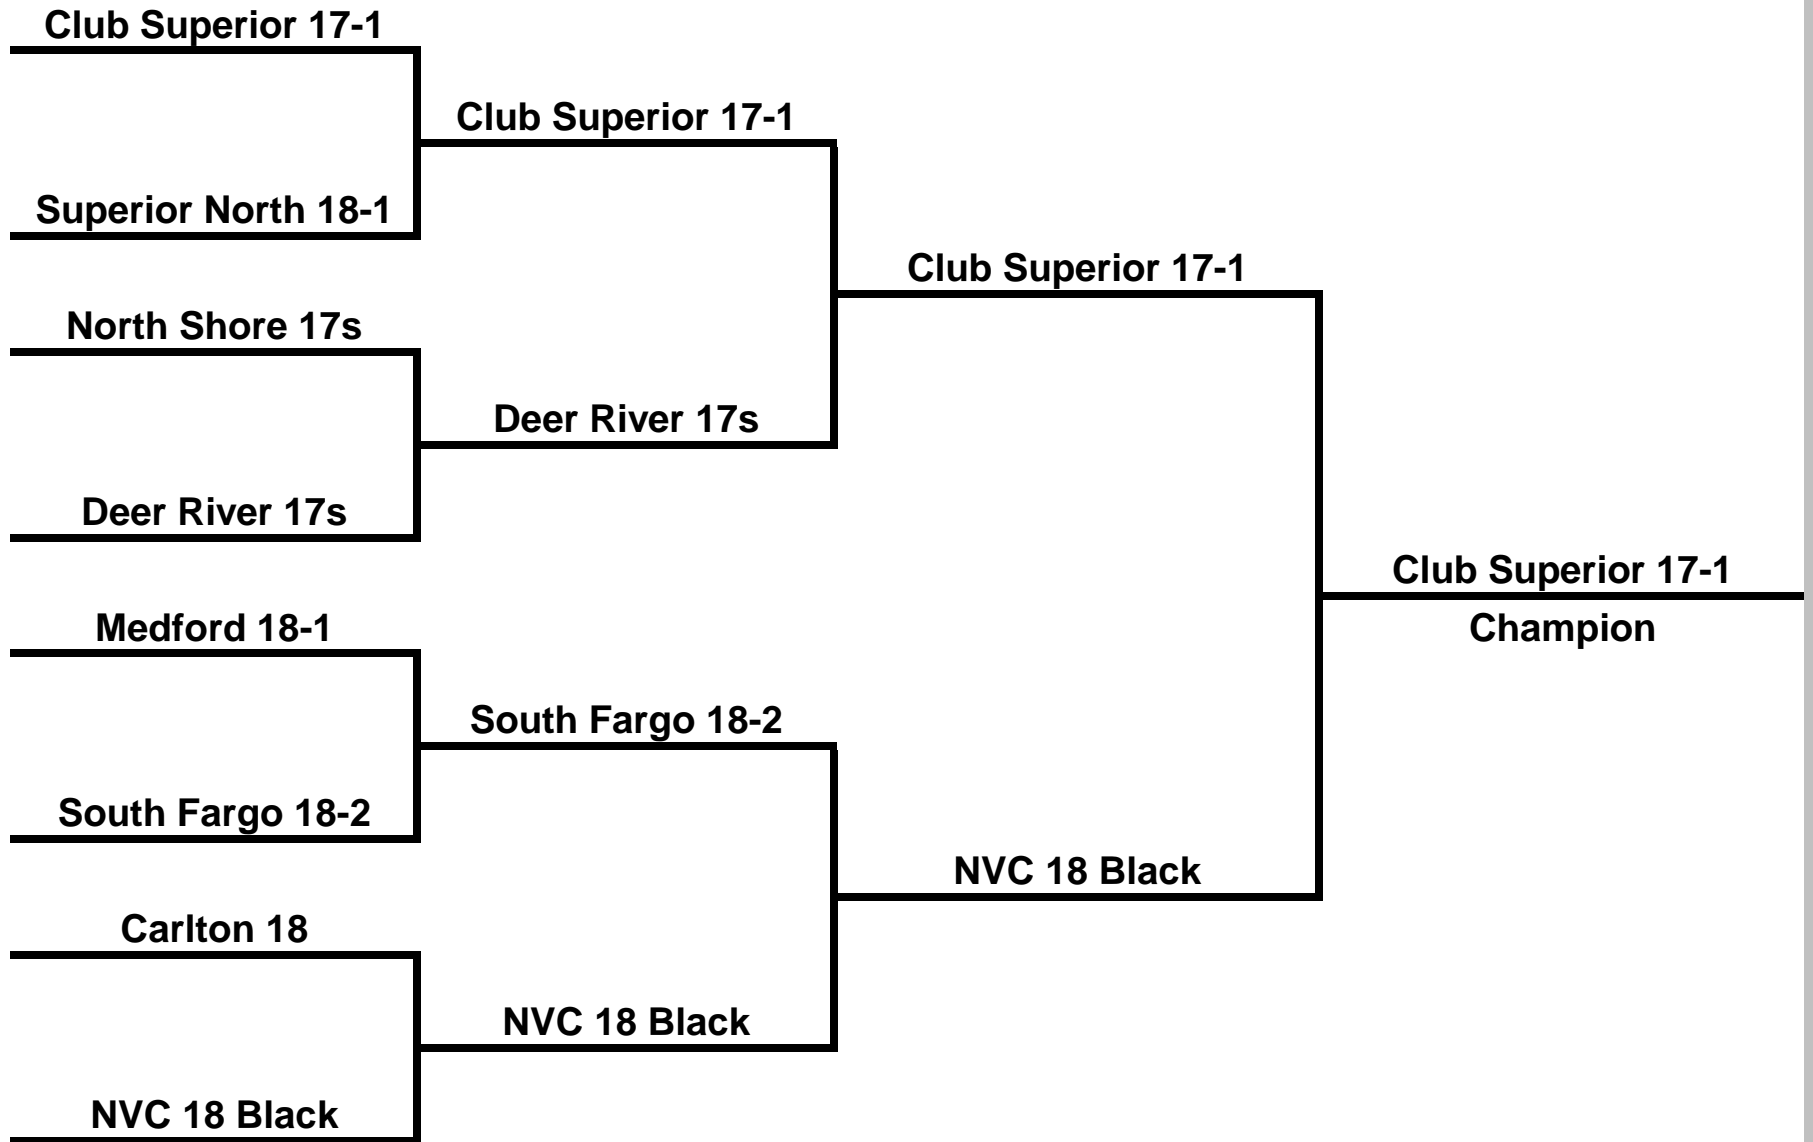 Club Superior 17-1
Club Superior 17-1
Superior North 18-1
Club Superior 17-1
North Shore 17s
Deer River 17s
Deer River 17s
Club Superior 17-1
Champion
Medford 18-1
South Fargo 18-2
South Fargo 18-2
NVC 18 Black
Carlton 18
NVC 18 Black
NVC 18 Black